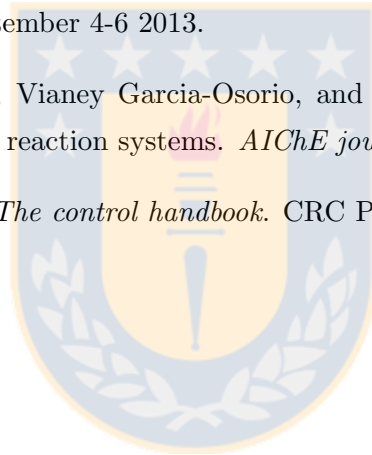 ember 4-6 2013.
Vianey Garcia-Osorio, and
reaction systems. AIChE jou
The control handbook. CRC P